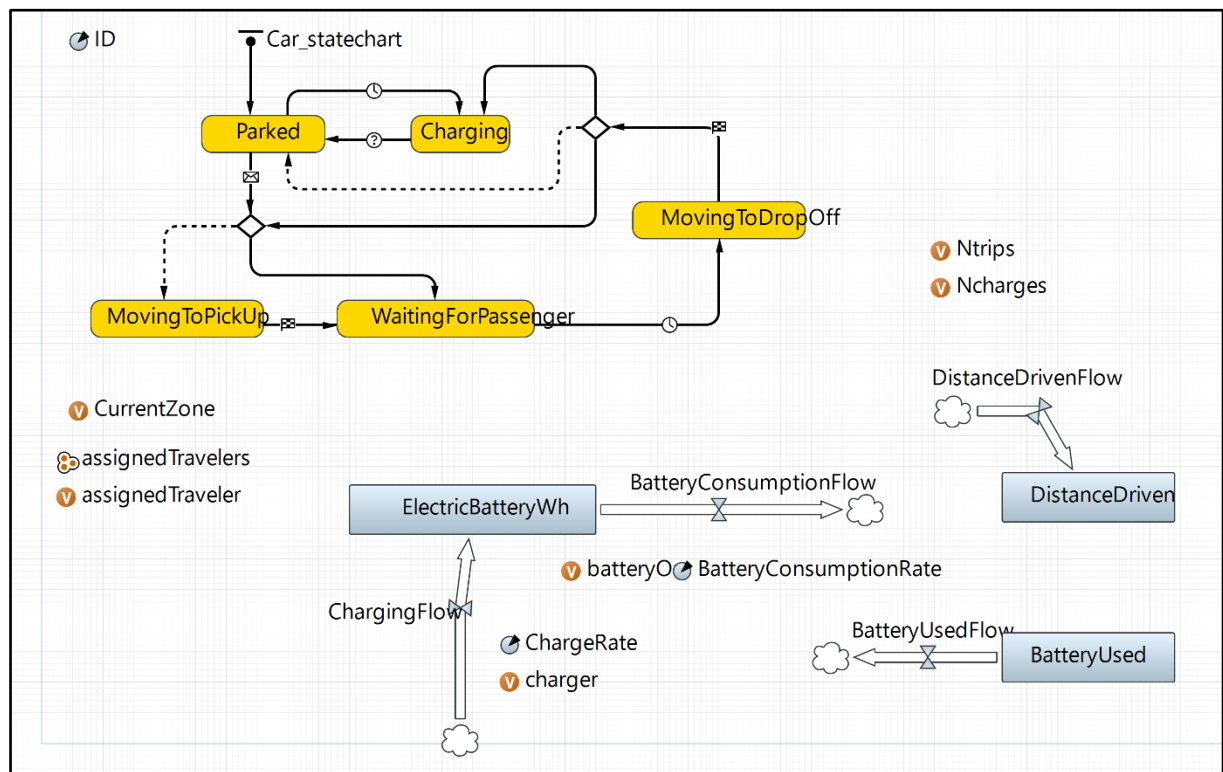 ID
Car_statechart
Parked
Charging
?
MovingToDropOff
V Ntrips
V Ncharges
MovingToPickUp
WaitingForPassenger
V CurrentZone
assignedTravelers
V assignedTraveler
DistanceDrivenFlow
DistanceDriven
BatteryConsumptionFlow
ElectricBatteryWh
V batteryO
BatteryConsumptionRate
ChargingFlow
ChargeRate
V charger
BatteryUsedFlow
BatteryUsed